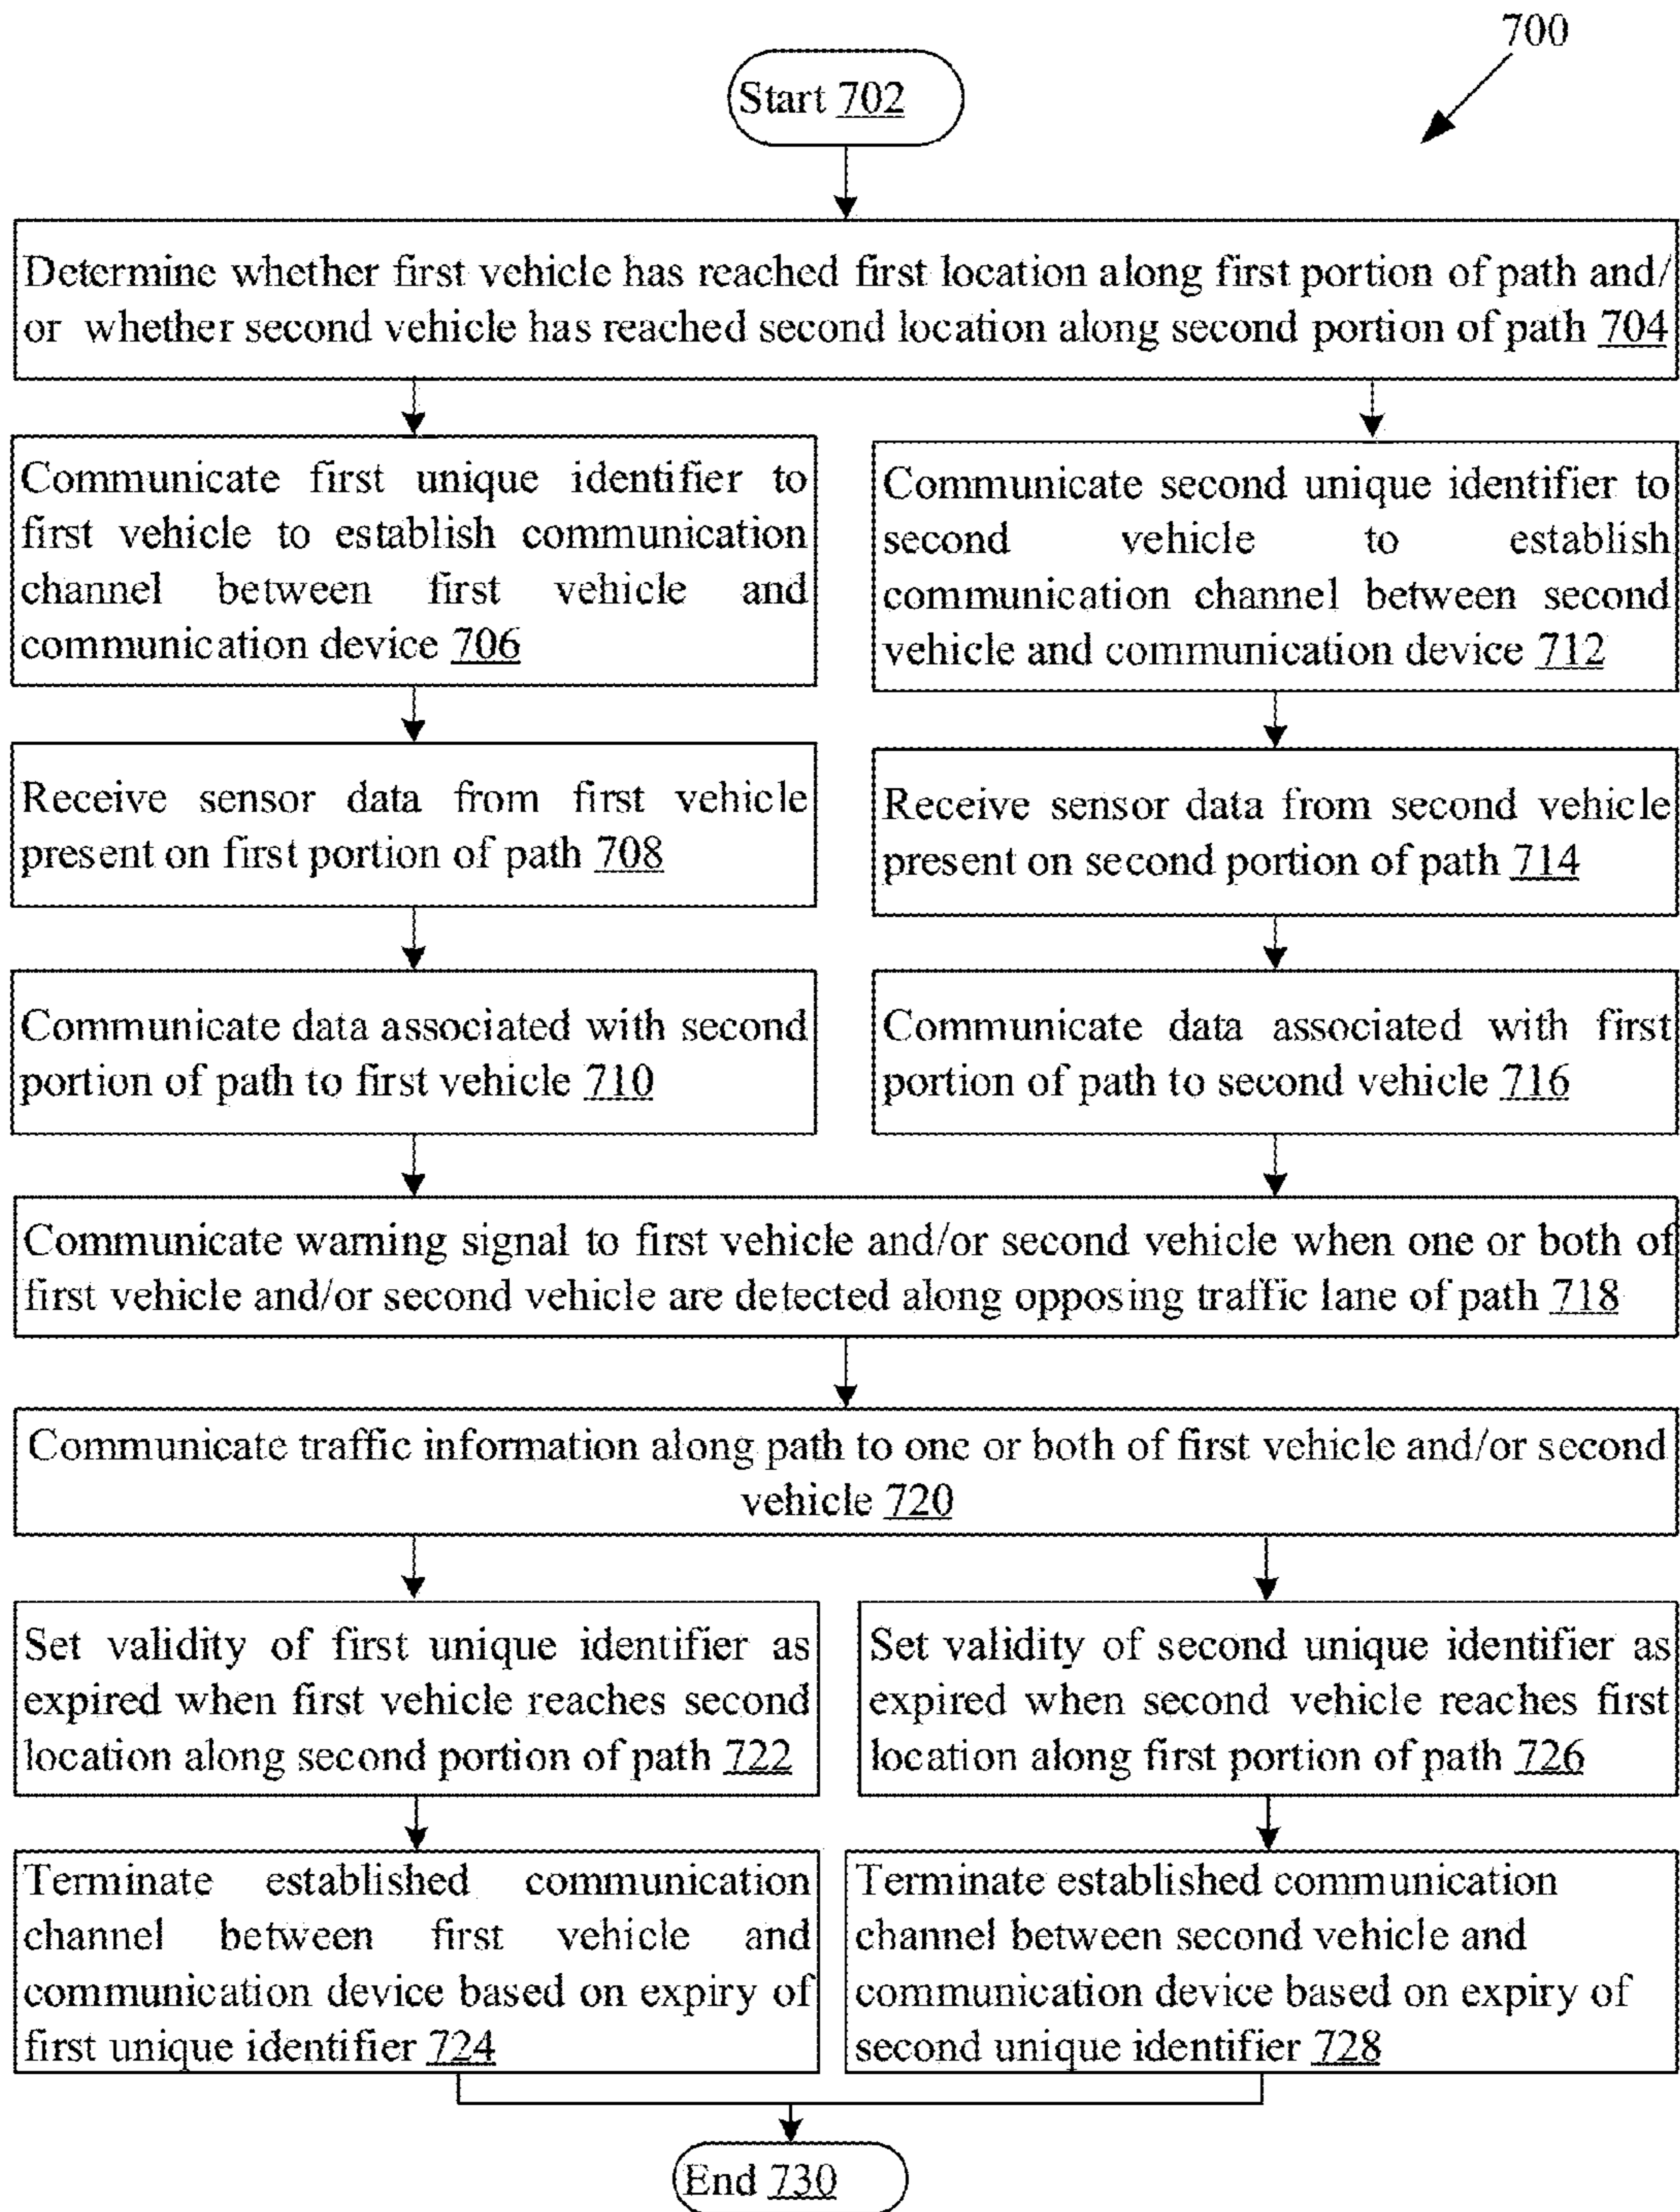 700
Start 702
Determine whether first vehicle has reached first location along first portion of path and/
or whether second vehicle has reached second location along second portion of path 704
Communicate first unique identifier to
first vehicle to establish communication
channel between first vehicle and
communication device 706
Communicate second unique identifier to
second vehicle to establish
communication channel between second
vehicle and communication device 712
Receive sensor data from first vehicle
present on first portion of path 708
Receive sensor data from second vehicle
present on second portion of path 714
Communicate data associated with second
portion of path to first vehicle 710
Communicate data associated with first
portion of path to second vehicle 716
Communicate warning signal to first vehicle and/or second vehicle when one or both of
first vehicle and/or second vehicle are detected along opposing traffic lane of path 718
Communicate traffic information along path to one or both of first vehicle and/or second
vehicle 720
Set validity of first unique identifier as
expired when first vehicle reaches second
location along second portion of path 722
Set validity of second unique identifier as
expired when second vehicle reaches first
location along first portion of path 726
Terminate established communication
channel between first vehicle and
communication device based on expiry of
first unique identifier 724
Terminate established communication
channel between second vehicle and
communication device based on expiry of
second unique identifier 728
End 730